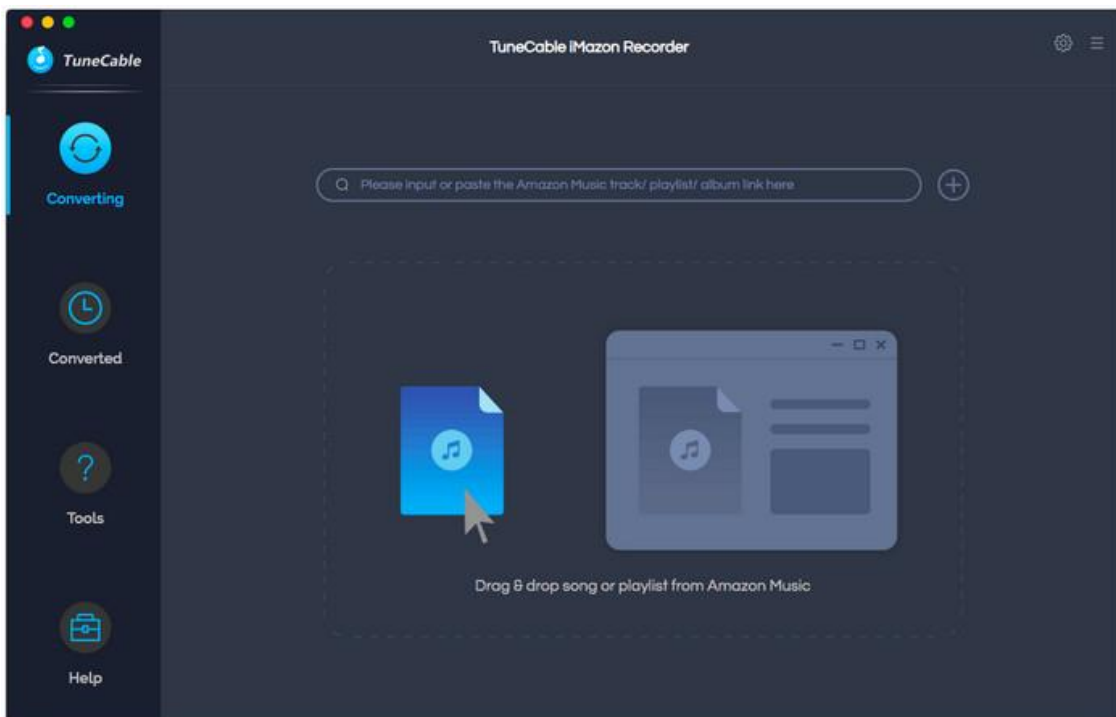 TuneCable iMazon Recorder
TuneCable
Please input or paste the Amazon Music track/ playlist/ album link here
Converting
Converted
Tools
Drag & drop song or playlist from Amazon Music
Help